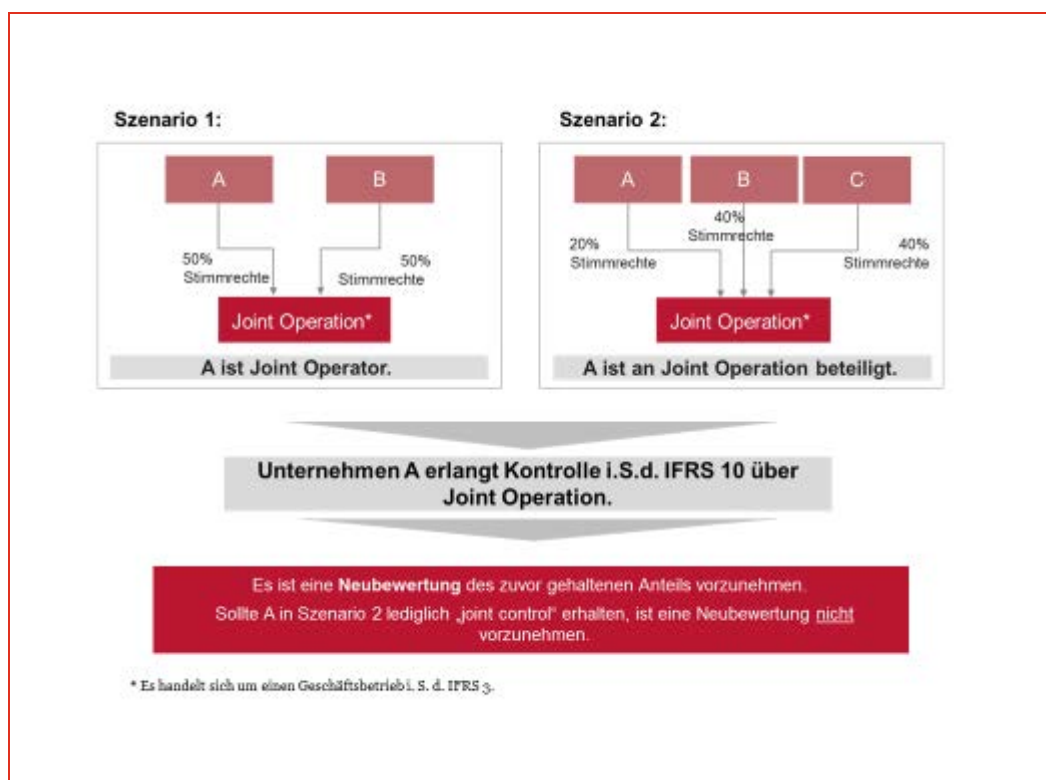 Szenario 1:
A
B
50%
Stimmrechte
50%
Stimmrechte
Joint Operation*
A ist Joint Operator.
Szenario 2:
A
B
C
40%
Stimmrechte
20%
Stimmrechte
40%
Stimmrechte
Joint Operation*
A ist an Joint Operation beteiligt.
Unternehmen A erlangt Kontrolle i.S.d. IFRS 10 über
Joint Operation.
Es ist eine Neubewertung des zuvor gehaltenen Anteils vorzunehmen.
Sollte A in Szenario 2 lediglich „joint control“ erhalten, ist eine Neubewertung nicht
vorzunehmen.
* Es handelt sich um einen Geschäftsbetrieb i. S. d. IFRS 3.